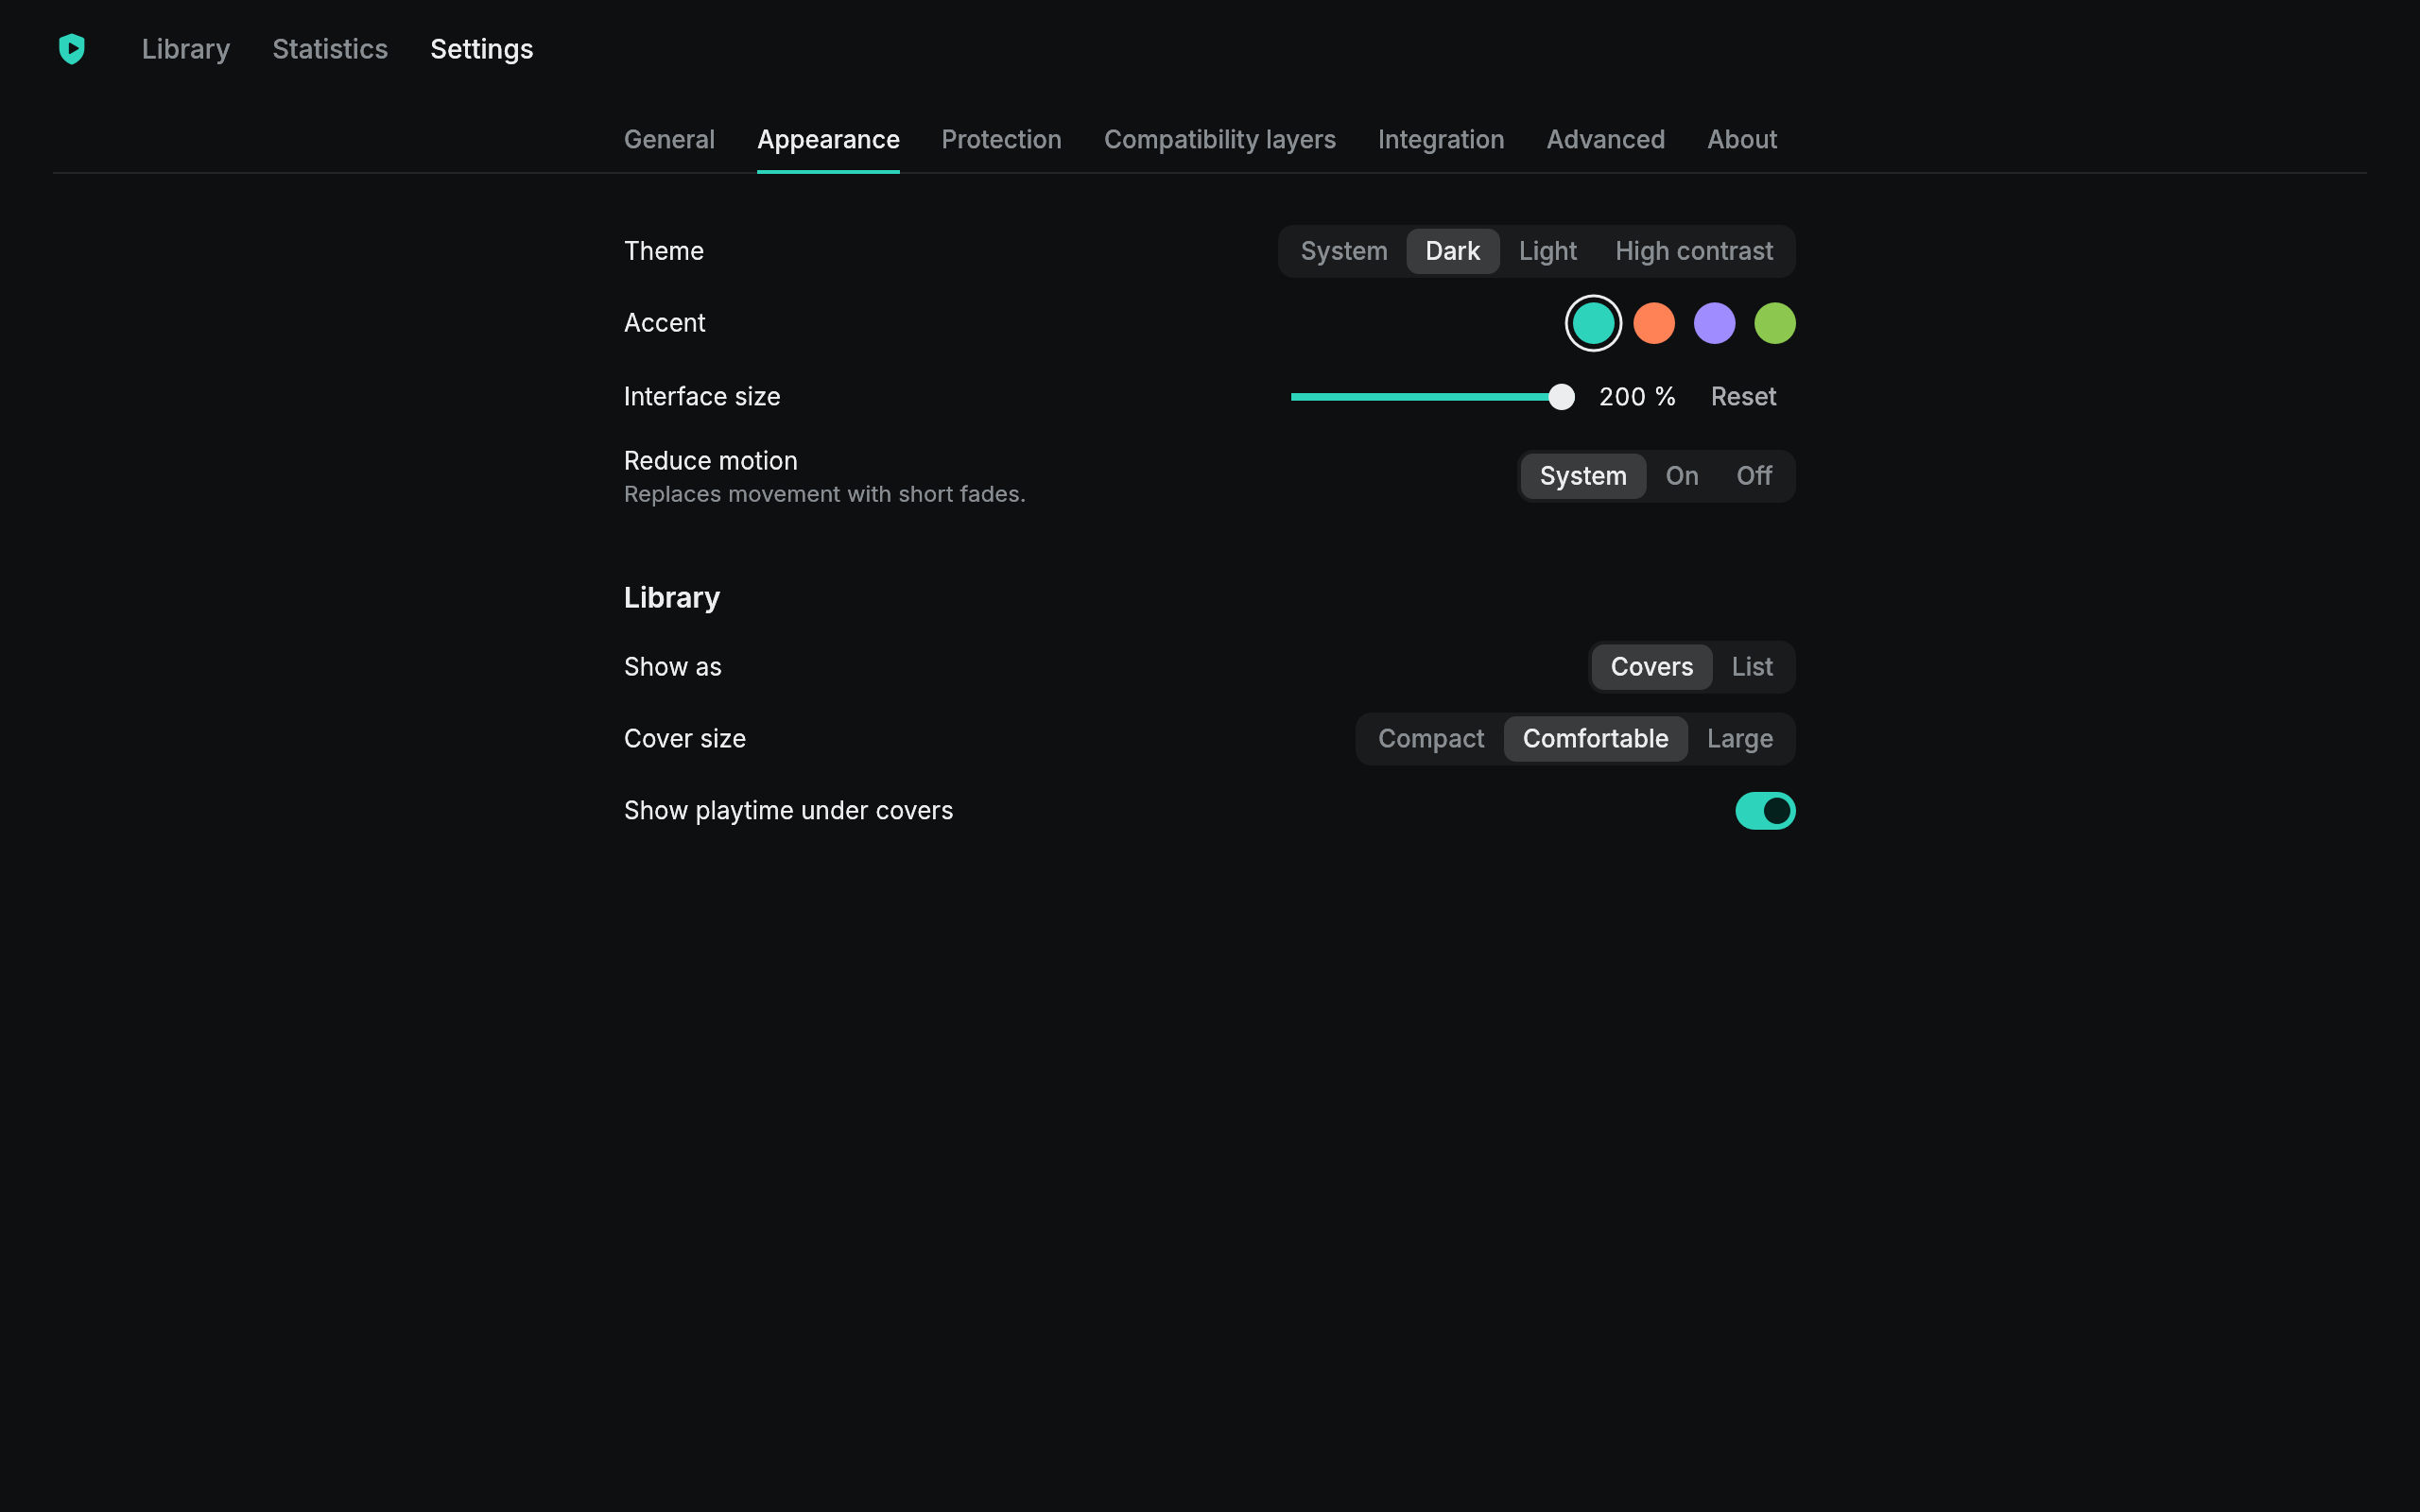 Library Statistics Settings
General Appearance Protection Compatibility layers Integration Advanced About
Theme System Dark Light High contrast
Accent
Interface size 200 % Reset
Reduce motion System On Off
Replaces movement with short fades.
Library
Show as Covers List
Cover size Compact Comfortable Large
Show playtime under covers